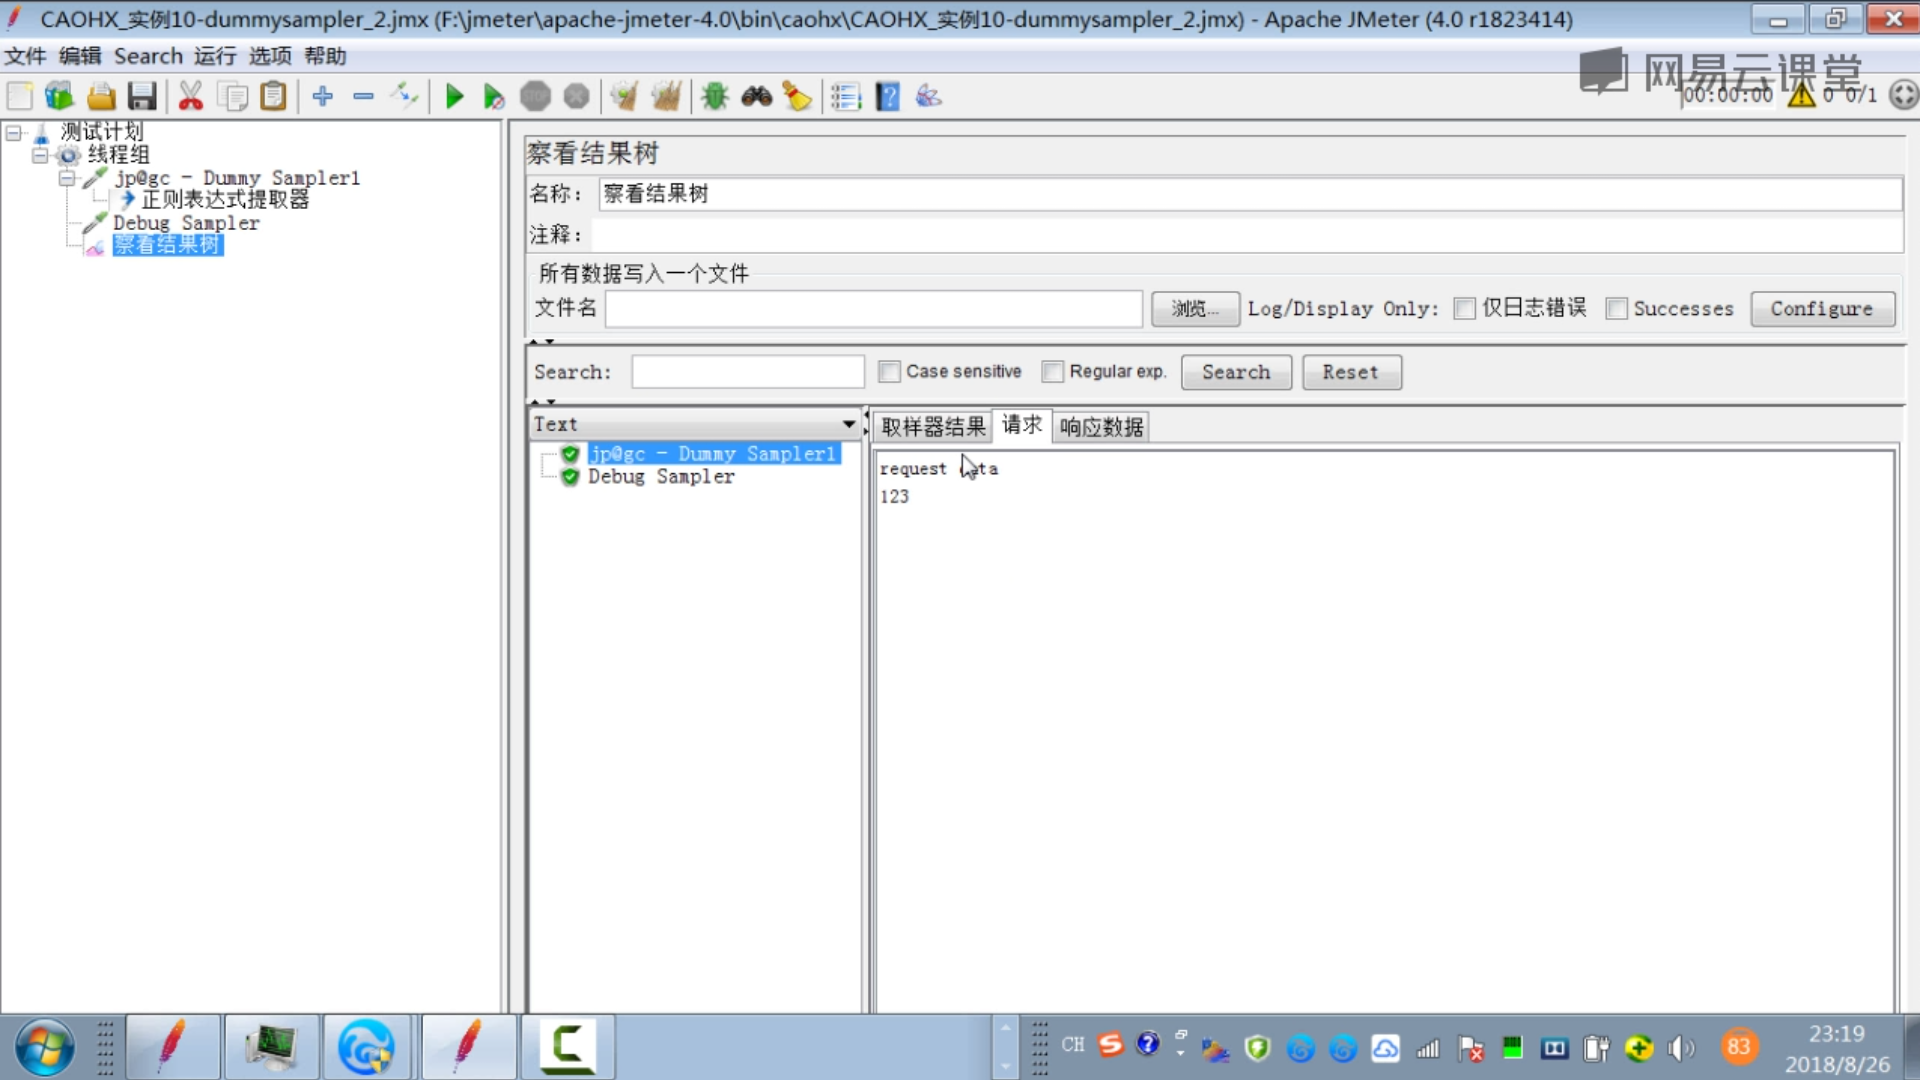 CAOHX_实例10-dummysampler_2.jmx (F:\jmeter\apache-jmeter-4.0\bin\caohx\CAOHX_实例10-dummysampler_2.jmx) - Apache JMeter (4.0 r1823414)
文件 编辑 Search 运行 选项 帮助
网易云课堂
00:00:00 0 0/1
测试计划
线程组
jp@gc - Dummy Sampler1
正则表达式提取器
Debug Sampler
察看结果树
察看结果树
名称： 察看结果树
注释：
所有数据写入一个文件
文件名 浏览... Log/Display Only: 仅日志错误 Successes Configure
Search: Case sensitive Regular exp. Search Reset
Text
jp@gc - Dummy Sampler1
Debug Sampler
取样器结果 请求 响应数据
request data
123
CH
83
23:19
2018/8/26